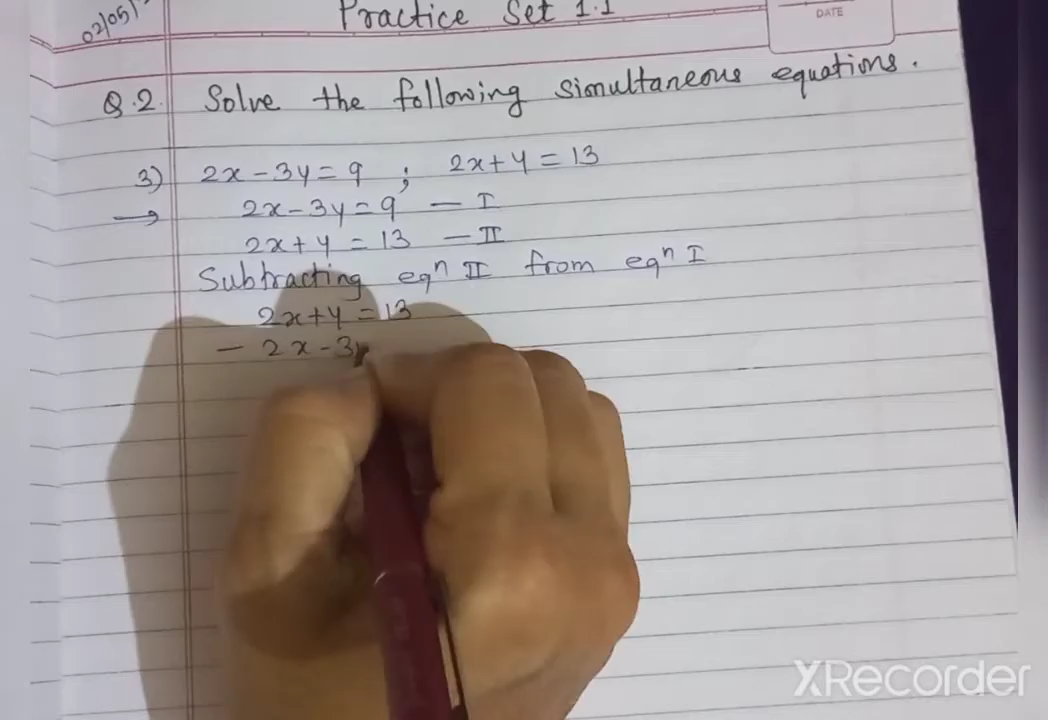 02/05/
Practice Set 1.1
DATE
Q.2. Solve the following simultaneous equations.
3) 2x - 3y = 9 ; 2x + y = 13
→ 2x - 3y = 9 — I
2x + y = 13 — II
Subtracting eqⁿ II from eqⁿ I
2x + y = 13
- 2x - 3y
XRecorder